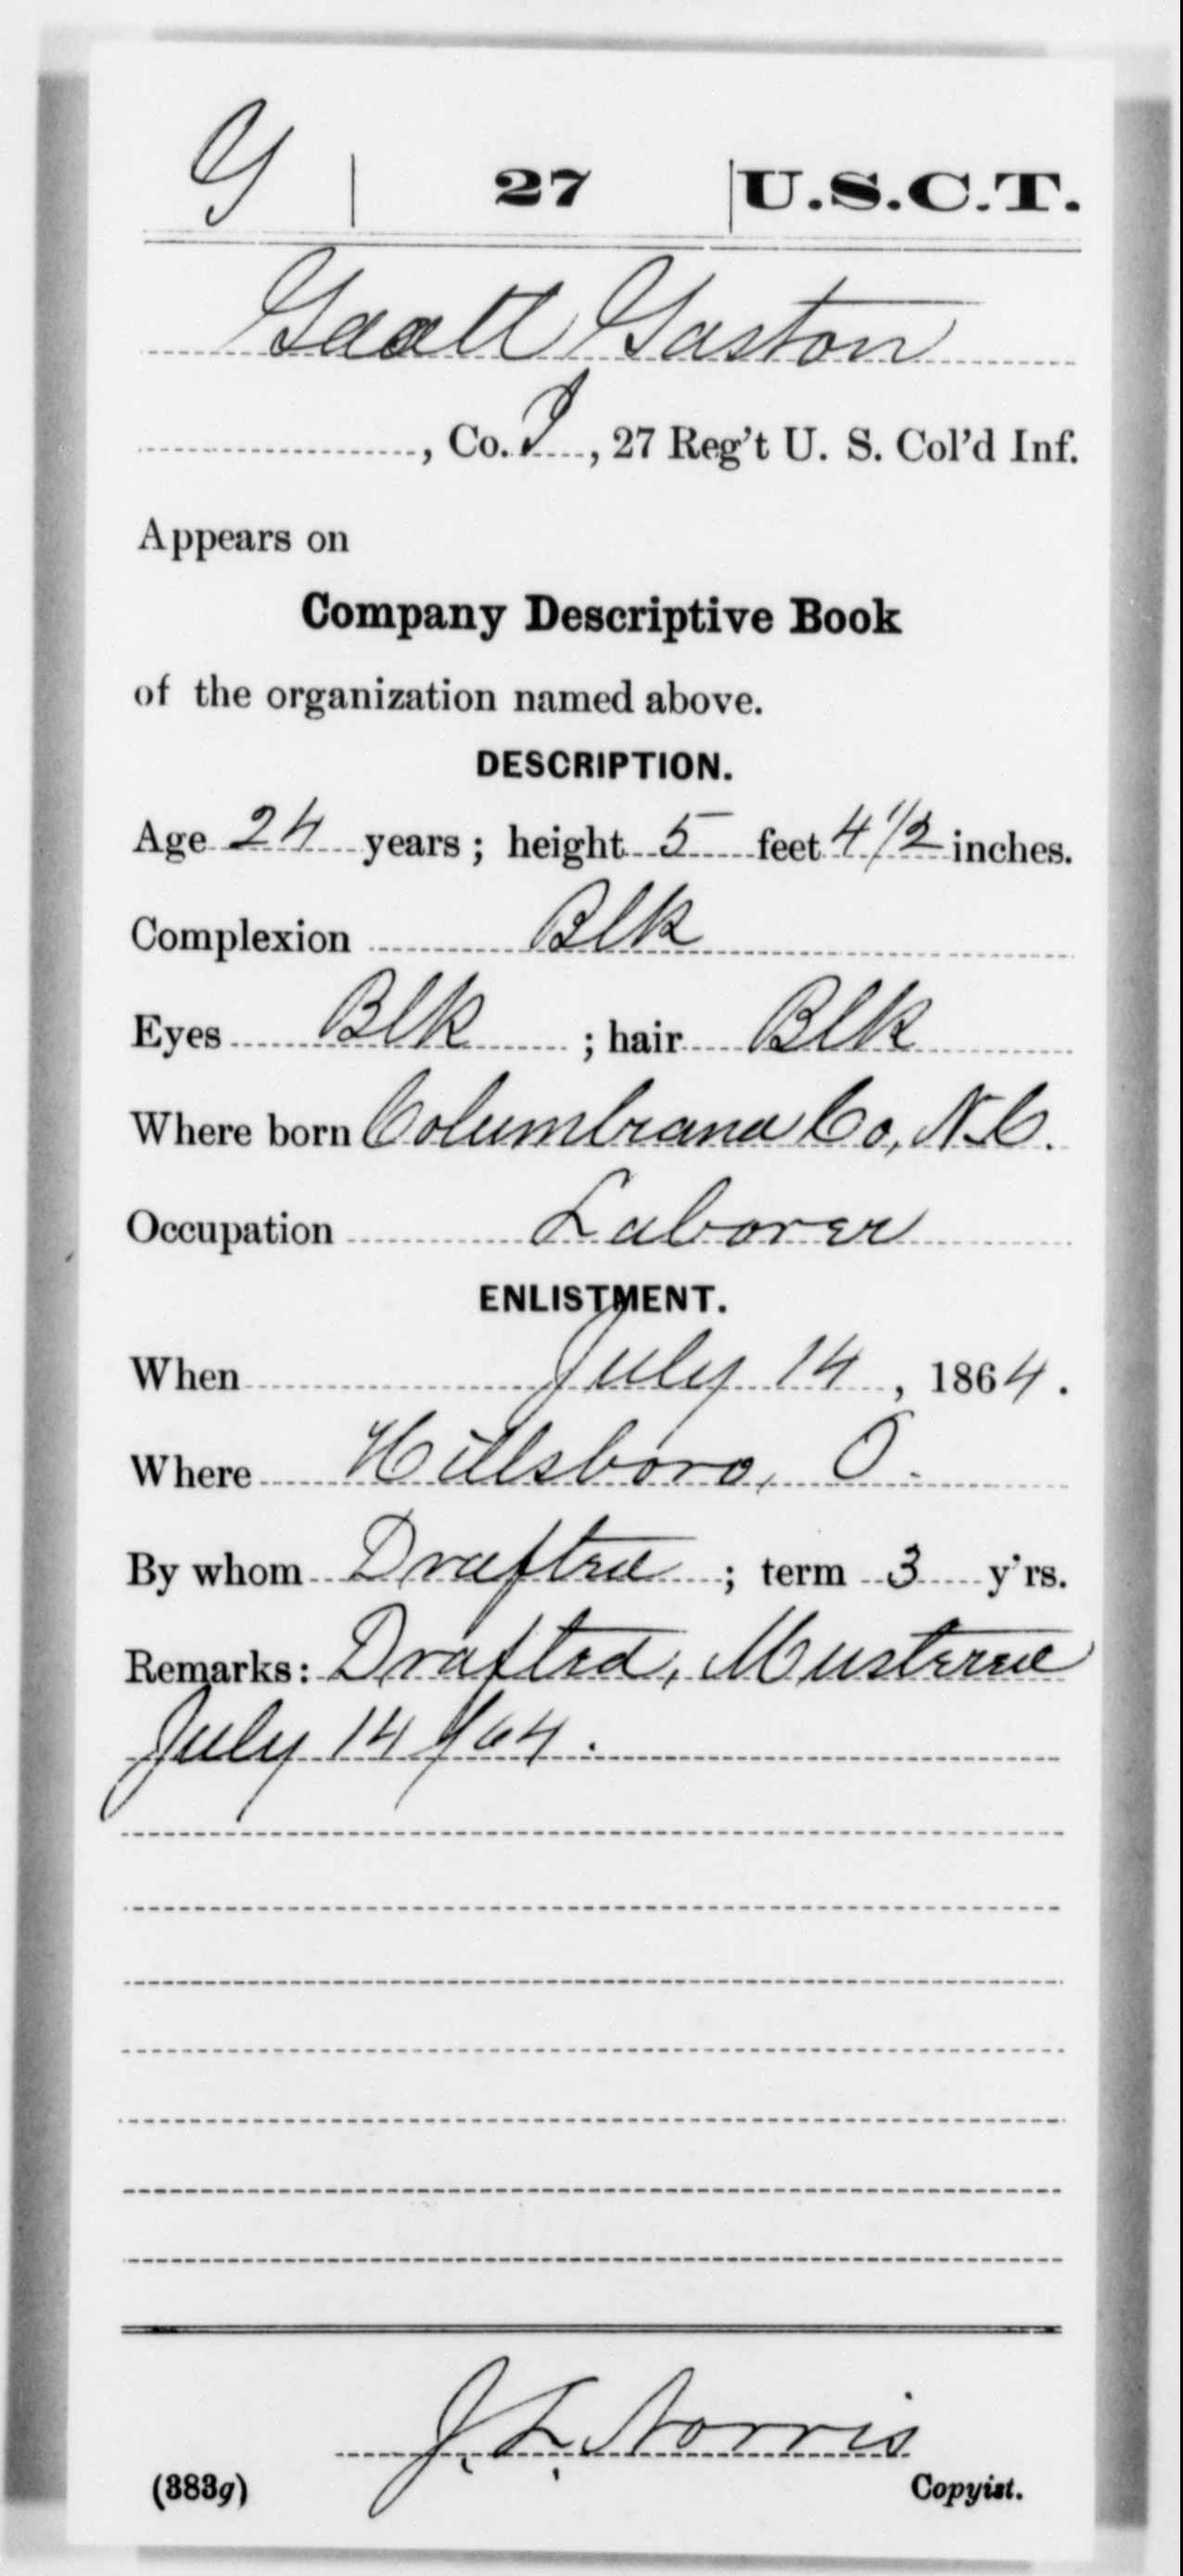 G | 27 | U.S.C.T.
Gaston
, Co. I, 27 Reg't U. S. Col'd Inf.
Appears on
Company Descriptive Book
of the organization named above.
DESCRIPTION.
Age 24 years; height 5 feet 4 1/2 inches.
Complexion Blk
Eyes Blk ; hair Blk
Where born Columbiana Co, N.C.
Occupation Laborer
ENLISTMENT.
When July 14, 1864.
Where Hillsboro, O.
By whom Drafted ; term 3 y'rs.
Remarks: Drafted, Mustered
July 14/64.
J. L. Norris
(383g) Copyist.